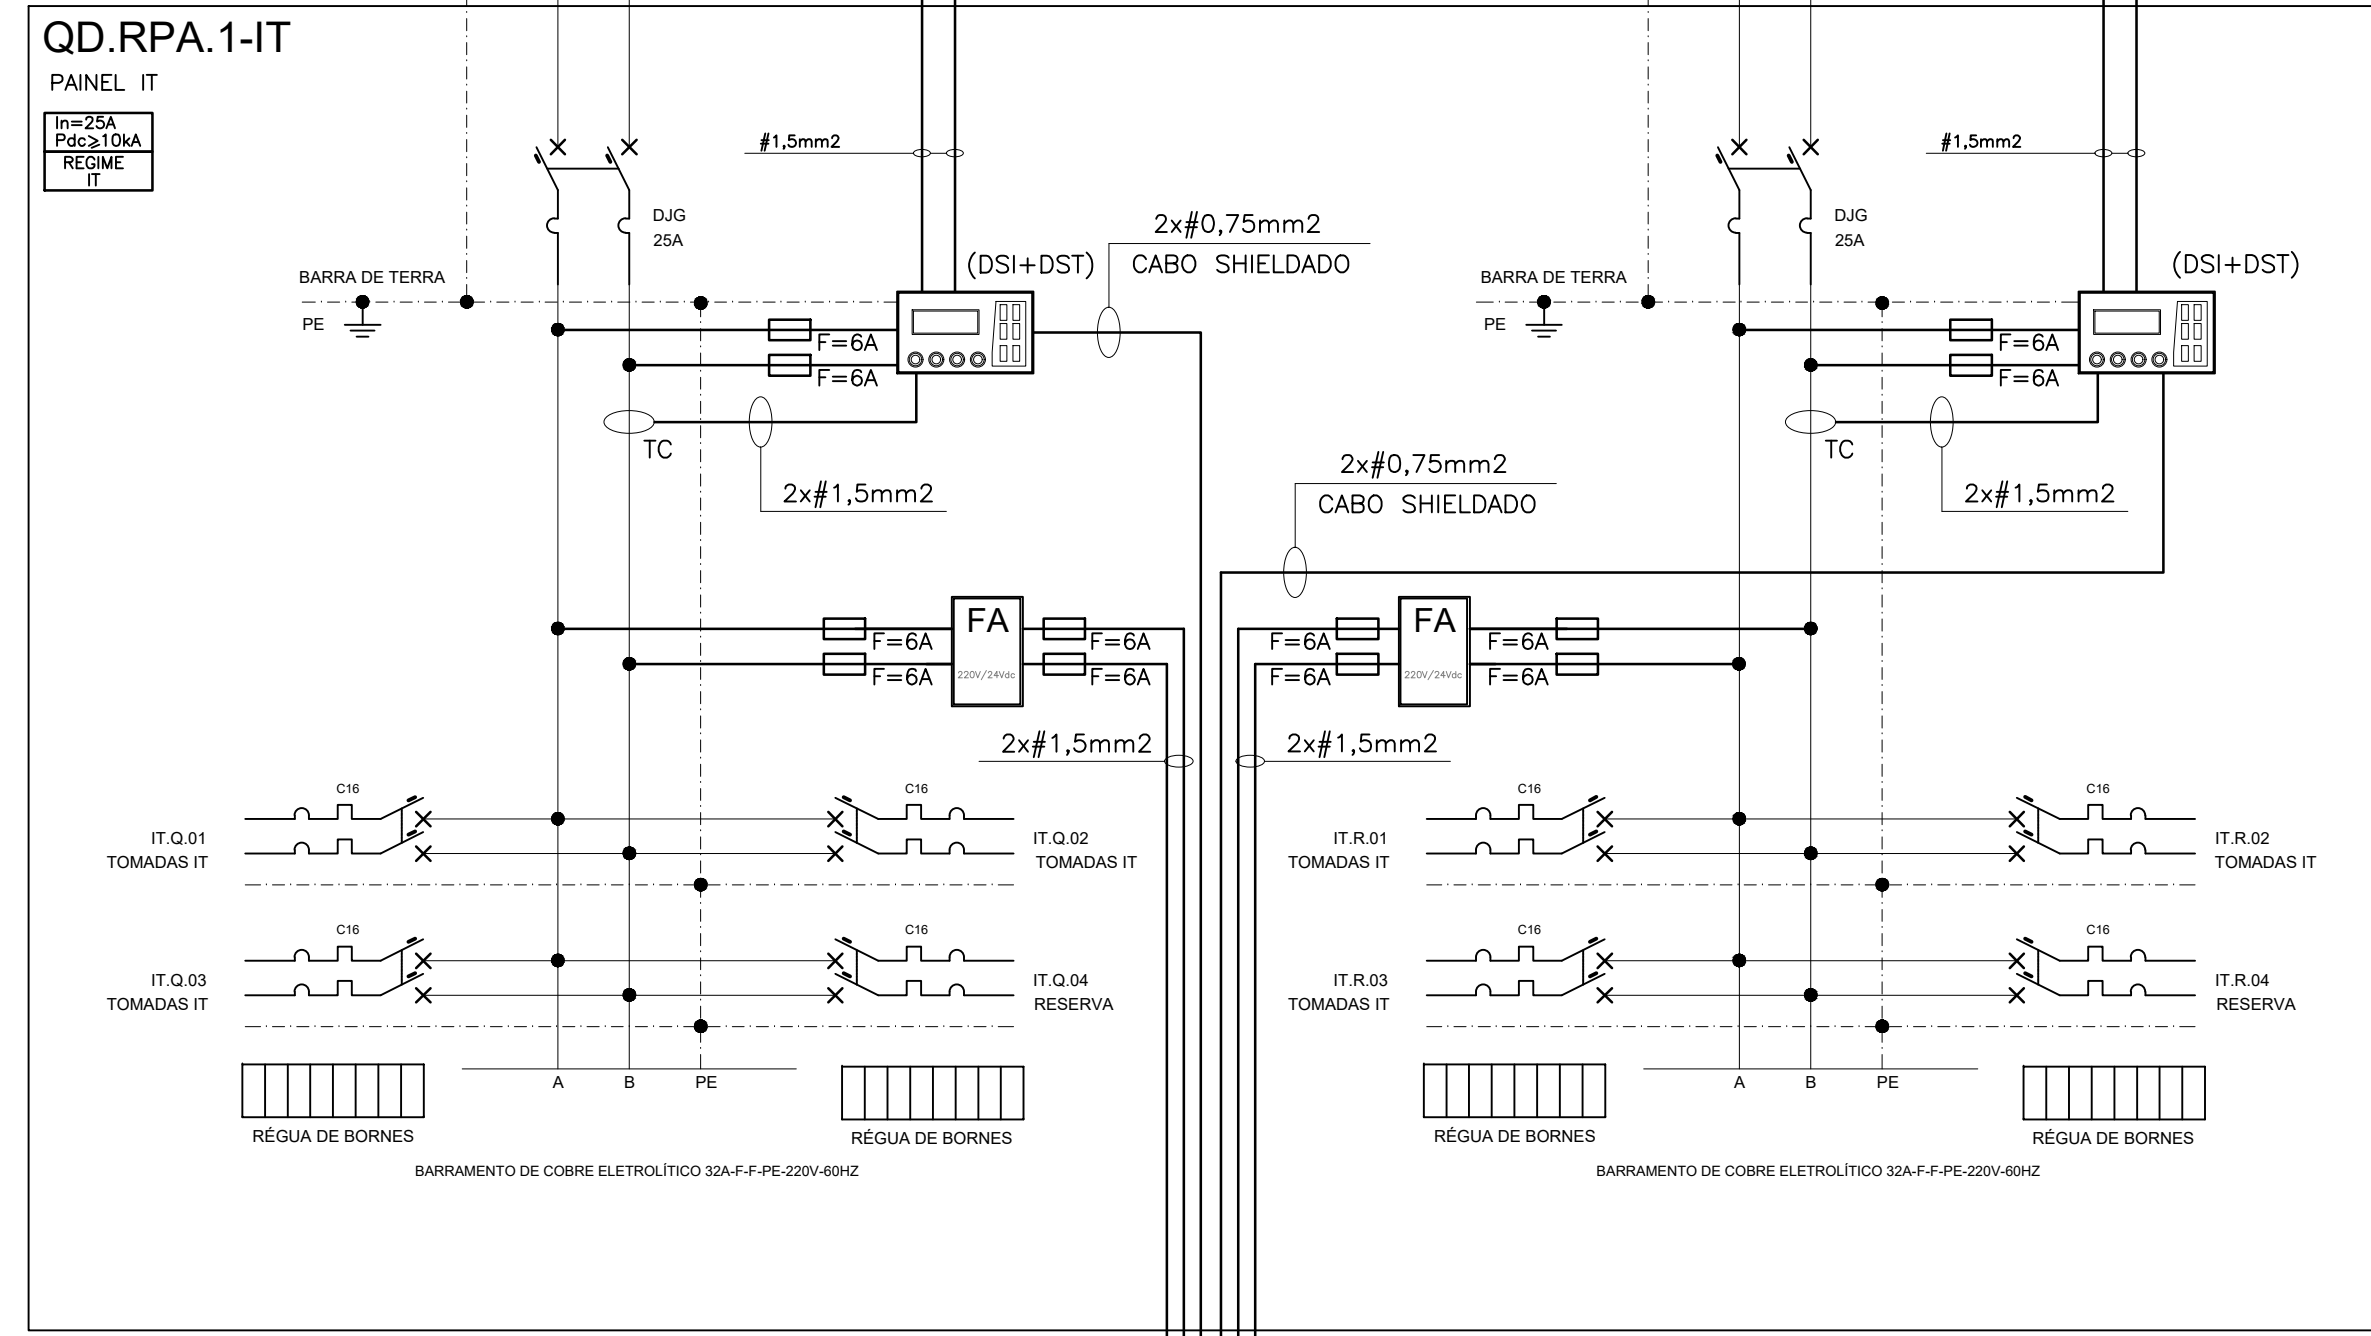 QD.RPA.1-IT
PAINEL IT
In=25A
Pdc≥10kA
REGIME
IT
#1,5mm2
DJG
25A
2x#0,75mm2
CABO SHIELDADO
(DSI+DST)
BARRA DE TERRA
PE
F=6A
F=6A
TC
2x#1,5mm2
#1,5mm2
DJG
25A
(DSI+DST)
BARRA DE TERRA
PE
F=6A
F=6A
TC
2x#1,5mm2
2x#0,75mm2
CABO SHIELDADO
F=6A
F=6A
FA
220V/24Vdc
F=6A
F=6A
2x#1,5mm2
F=6A
F=6A
FA
220V/24Vdc
F=6A
F=6A
2x#1,5mm2
C16
IT.Q.01
TOMADAS IT
C16
IT.Q.02
TOMADAS IT
C16
IT.Q.03
TOMADAS IT
C16
IT.Q.04
RESERVA
A B PE
RÉGUA DE BORNES
RÉGUA DE BORNES
BARRAMENTO DE COBRE ELETROLÍTICO 32A-F-F-PE-220V-60HZ
C16
IT.R.01
TOMADAS IT
C16
IT.R.02
TOMADAS IT
C16
IT.R.03
TOMADAS IT
C16
IT.R.04
RESERVA
A B PE
RÉGUA DE BORNES
RÉGUA DE BORNES
BARRAMENTO DE COBRE ELETROLÍTICO 32A-F-F-PE-220V-60HZ